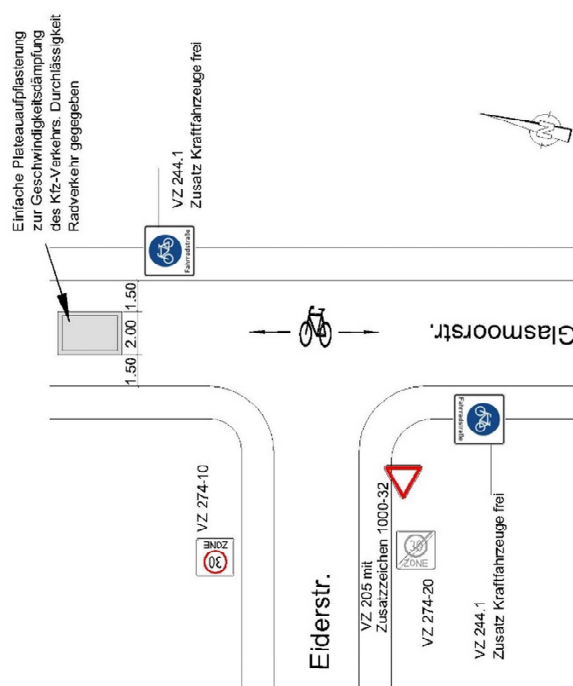 Einfache Plateauaufpflasterung
zur Geschwindigkeitsdämpfung
des Kfz-Verkehrs. Durchlässigkeit
Radverkehr gegegeben
VZ 244.1
Zusatz Kraftfahrzeuge frei
Fahrradstraße
1.50
2.00
1.50
N
Glasmoorstr.
VZ 274-10
30
ZONE
Eiderstr.
VZ 205 mit
Zusatzzeichen 1000-32
30
ZONE
VZ 274-20
Fahrradstraße
VZ 244.1
Zusatz Kraftfahrzeuge frei